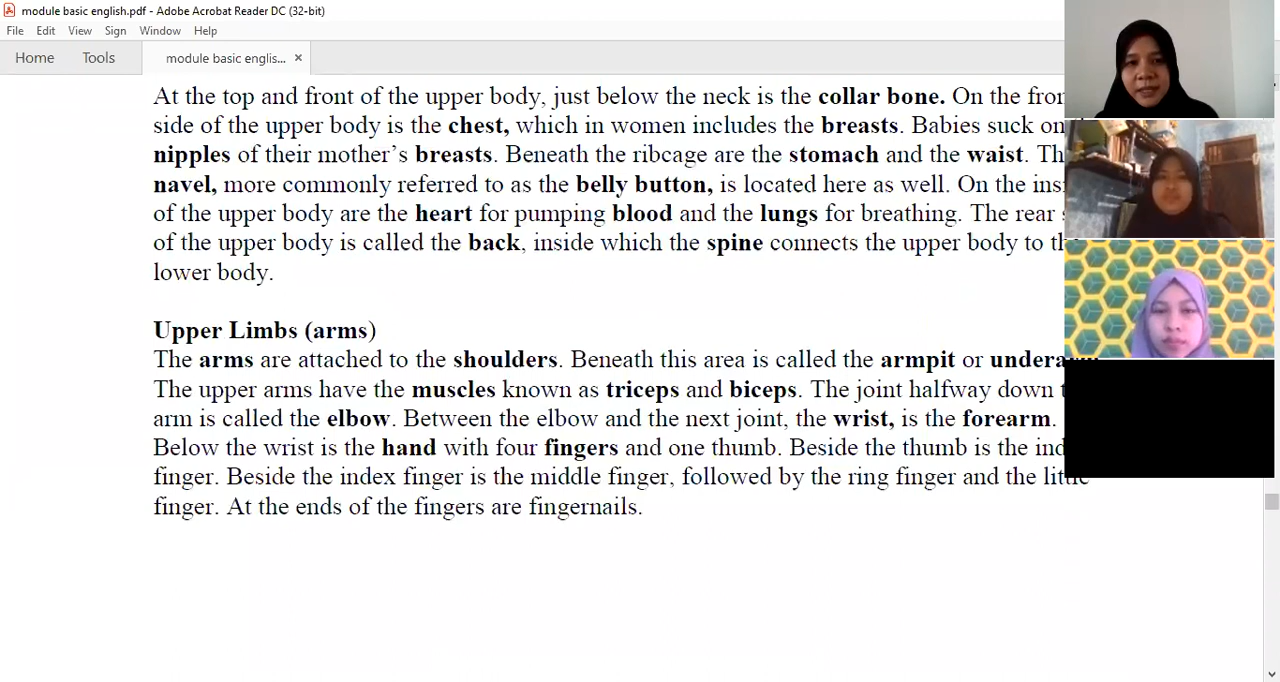 module basic english.pdf - Adobe Acrobat Reader DC (32-bit)
File Edit View Sign Window Help
Home Tools module basic englis... ×
At the top and front of the upper body, just below the neck is the collar bone. On the
side of the upper body is the chest, which in women includes the breasts. Babies suck on
nipples of their mother's breasts. Beneath the ribcage are the stomach and the waist.
navel, more commonly referred to as the belly button, is located here as well. On the
of the upper body are the heart for pumping blood and the lungs for breathing. The rear
of the upper body is called the back, inside which the spine connects the upper body to
lower body.
Upper Limbs (arms)
The arms are attached to the shoulders. Beneath this area is called the armpit or
The upper arms have the muscles known as triceps and biceps. The joint halfway down
arm is called the elbow. Between the elbow and the next joint, the wrist, is the forearm.
Below the wrist is the hand with four fingers and one thumb. Beside the thumb is the
finger. Beside the index finger is the middle finger, followed by the ring finger and the
finger. At the ends of the fingers are fingernails.